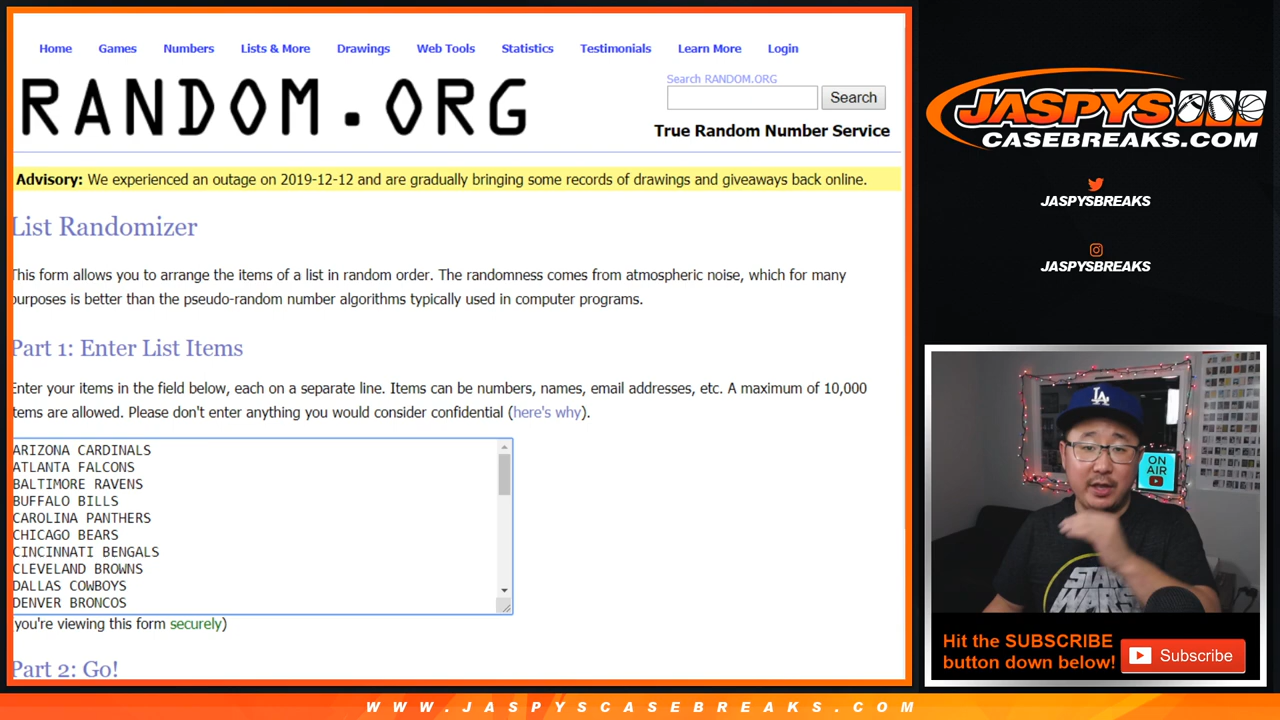 Home Games Numbers Lists & More Drawings Web Tools Statistics Testimonials Learn More Login
RANDOM.ORG
Search RANDOM.ORG
Search
True Random Number Service
Advisory: We experienced an outage on 2019-12-12 and are gradually bringing some records of drawings and giveaways back online.
List Randomizer
This form allows you to arrange the items of a list in random order. The randomness comes from atmospheric noise, which for many
purposes is better than the pseudo-random number algorithms typically used in computer programs.
Part 1: Enter List Items
Enter your items in the field below, each on a separate line. Items can be numbers, names, email addresses, etc. A maximum of 10,000
items are allowed. Please don't enter anything you would consider confidential (here's why).
ARIZONA CARDINALS
ATLANTA FALCONS
BALTIMORE RAVENS
BUFFALO BILLS
CAROLINA PANTHERS
CHICAGO BEARS
CINCINNATI BENGALS
CLEVELAND BROWNS
DALLAS COWBOYS
DENVER BRONCOS
you're viewing this form securely)
Part 2: Go!
JASPYS
CASEBREAKS.COM
JASPYSBREAKS
JASPYSBREAKS
LA
ON
AIR
STAR
WARS
Hit the SUBSCRIBE
button down below!
Subscribe
WWW.JASPYSCASEBREAKS.COM